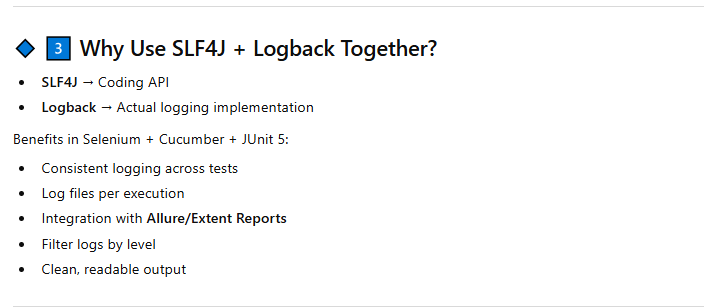 🔷 3️⃣ Why Use SLF4J + Logback Together?
• SLF4J → Coding API
• Logback → Actual logging implementation
Benefits in Selenium + Cucumber + JUnit 5:
• Consistent logging across tests
• Log files per execution
• Integration with Allure/Extent Reports
• Filter logs by level
• Clean, readable output